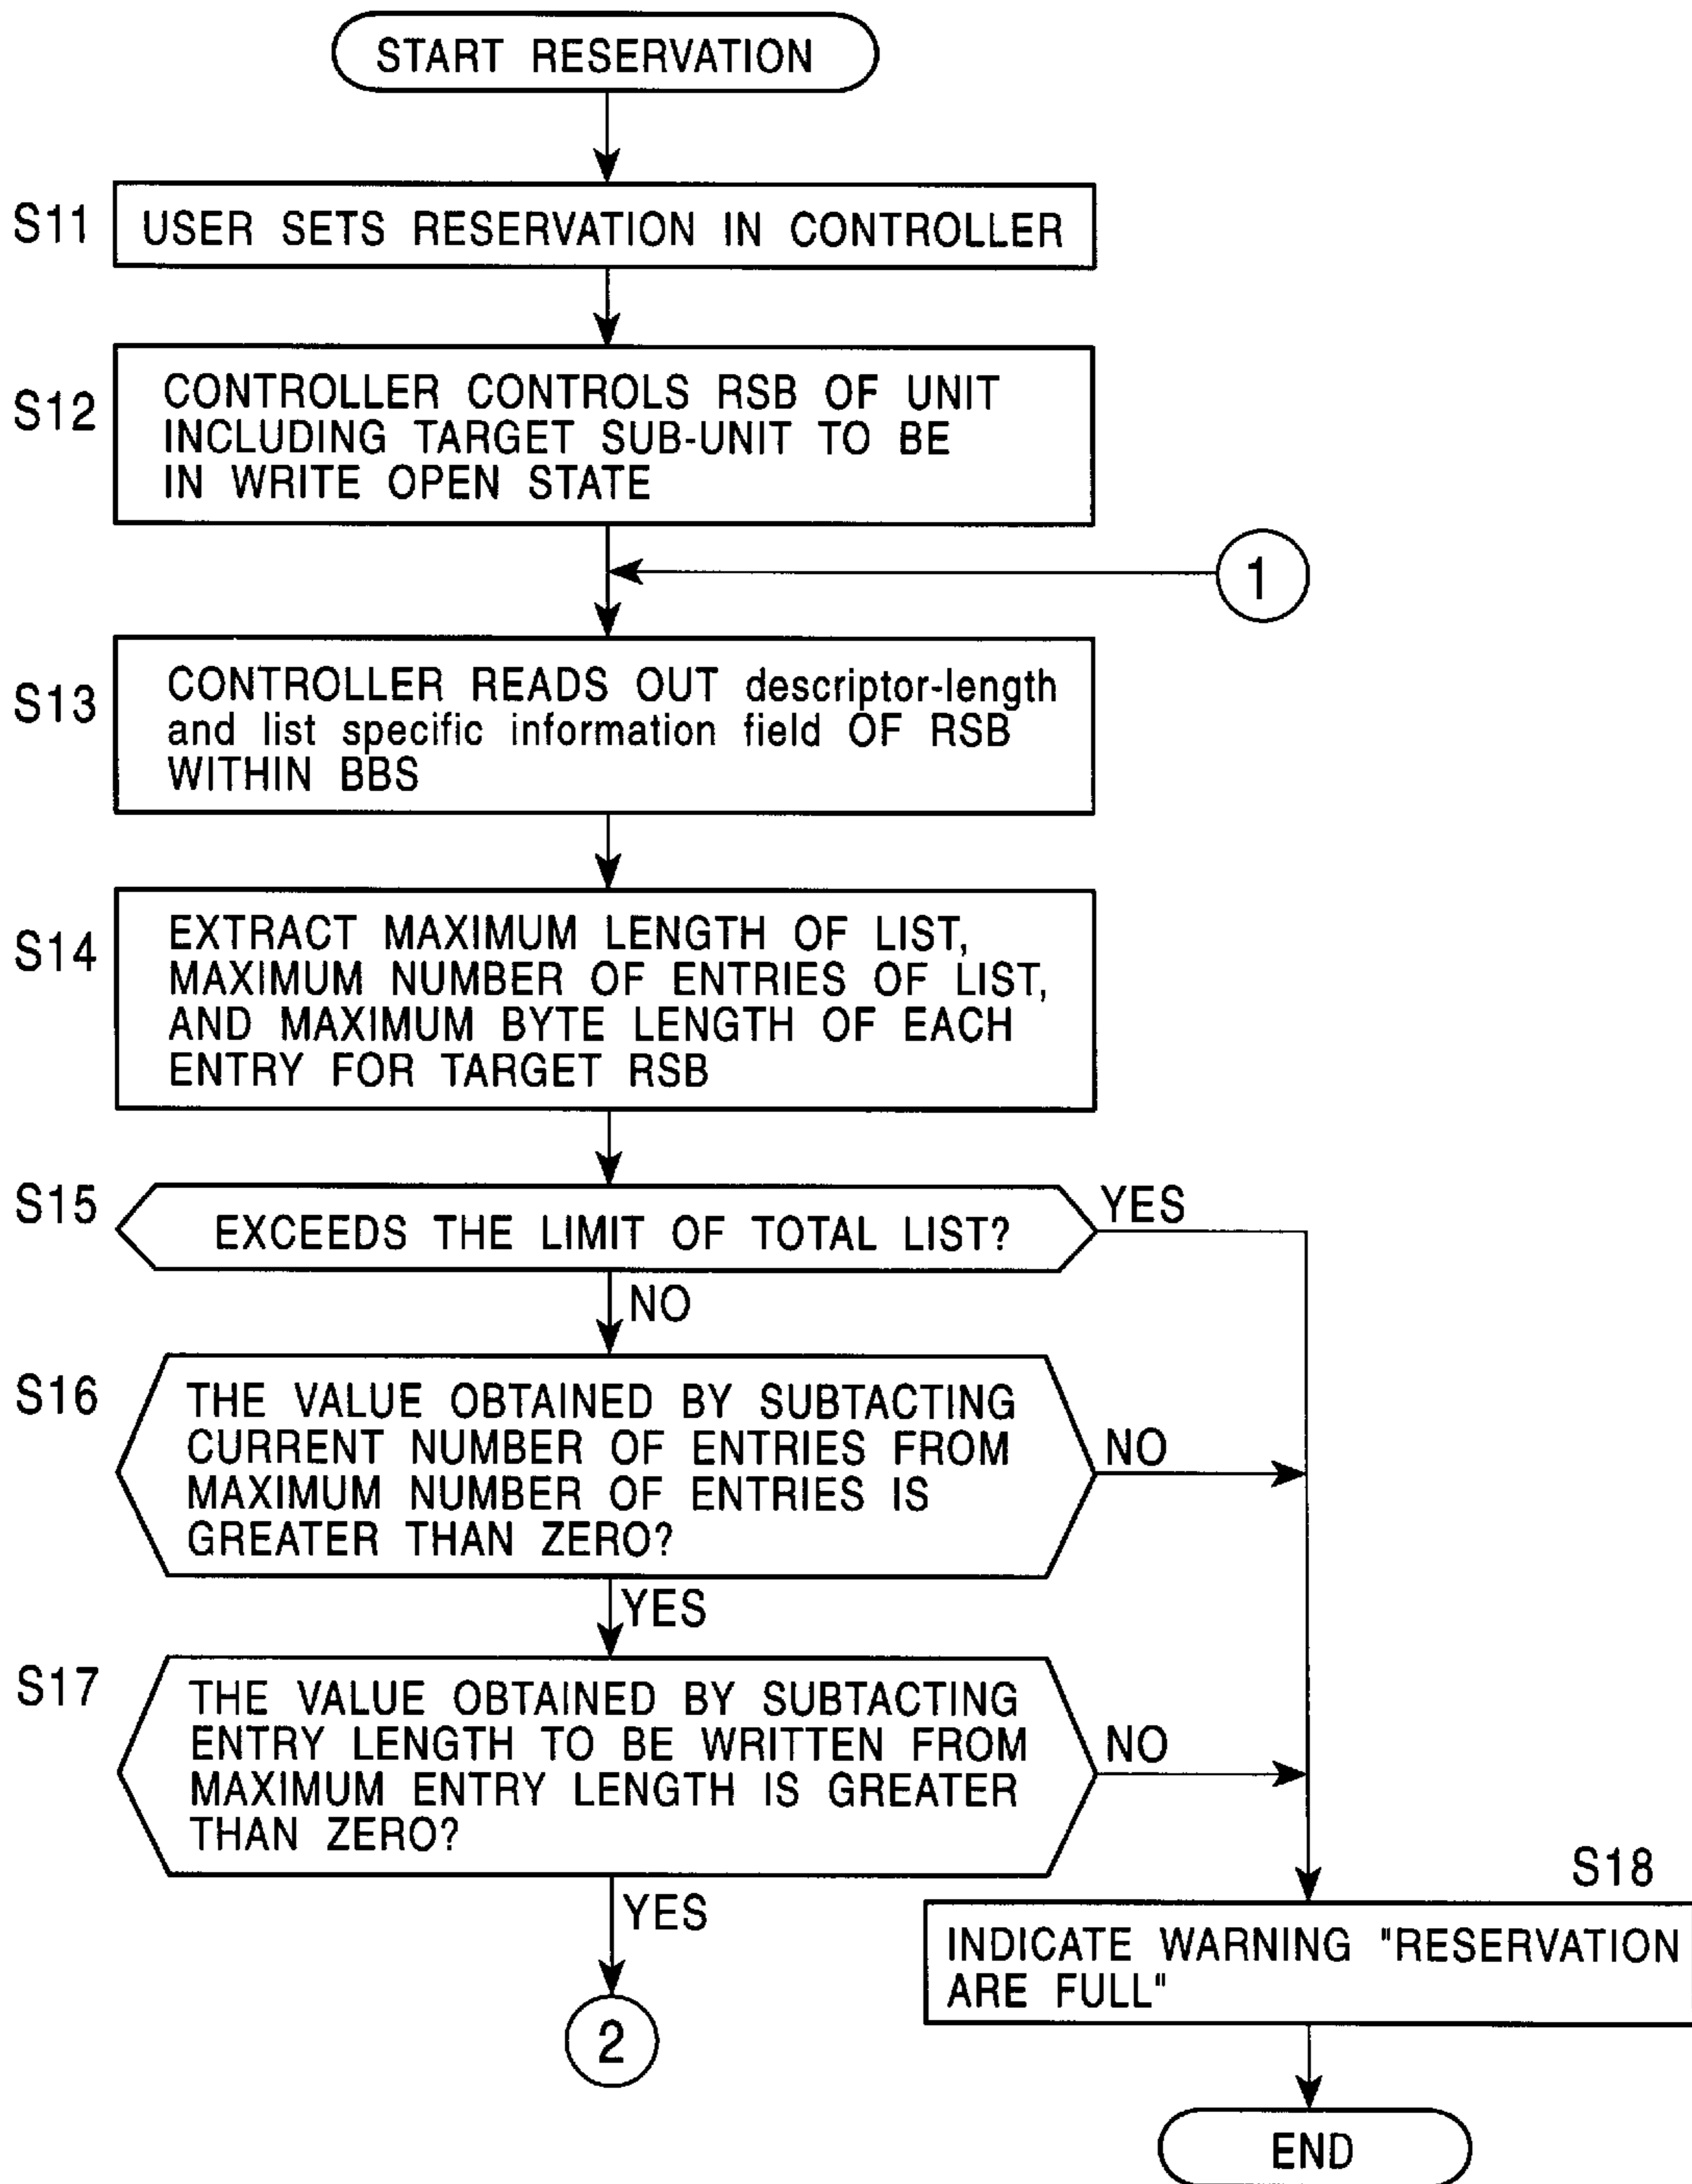 START RESERVATION
S11
USER SETS RESERVATION IN CONTROLLER
S12
CONTROLLER CONTROLS RSB OF UNIT
INCLUDING TARGET SUB-UNIT TO BE
IN WRITE OPEN STATE
1
S13
CONTROLLER READS OUT descriptor-length
and list specific information field OF RSB
WITHIN BBS
S14
EXTRACT MAXIMUM LENGTH OF LIST,
MAXIMUM NUMBER OF ENTRIES OF LIST,
AND MAXIMUM BYTE LENGTH OF EACH
ENTRY FOR TARGET RSB
S15
EXCEEDS THE LIMIT OF TOTAL LIST?
YES
NO
S16
THE VALUE OBTAINED BY SUBTACTING
CURRENT NUMBER OF ENTRIES FROM
MAXIMUM NUMBER OF ENTRIES IS
GREATER THAN ZERO?
NO
YES
S17
THE VALUE OBTAINED BY SUBTACTING
ENTRY LENGTH TO BE WRITTEN FROM
MAXIMUM ENTRY LENGTH IS GREATER
THAN ZERO?
NO
YES
S18
INDICATE WARNING "RESERVATION
ARE FULL"
2
END